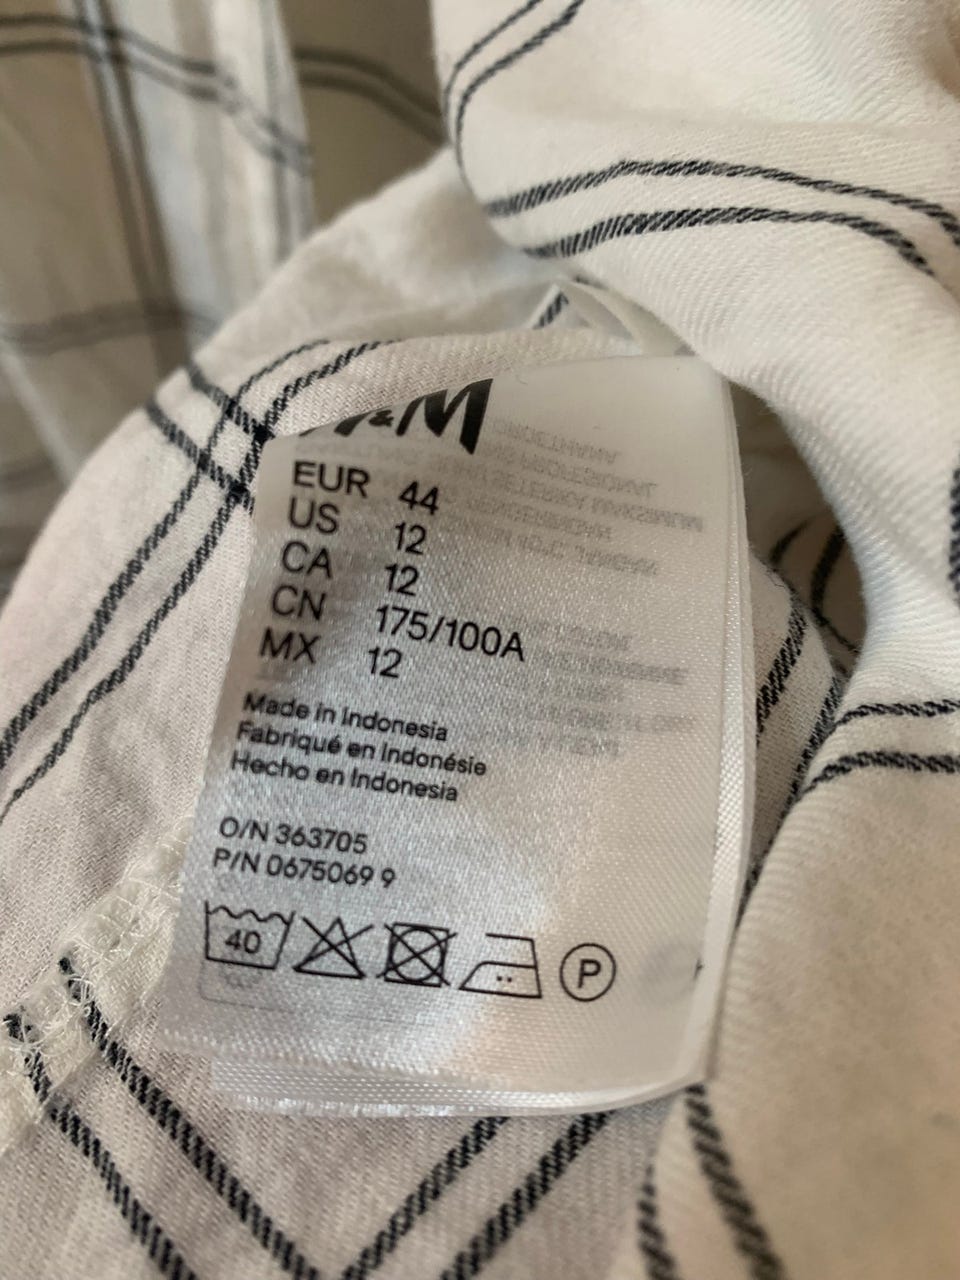 H&M
EUR 44
US 12
CA 12
CN 175/100A
MX 12
Made in Indonesia
Fabriqué en Indonésie
Hecho en Indonesia
O/N 363705
P/N 0675069 9
40
P